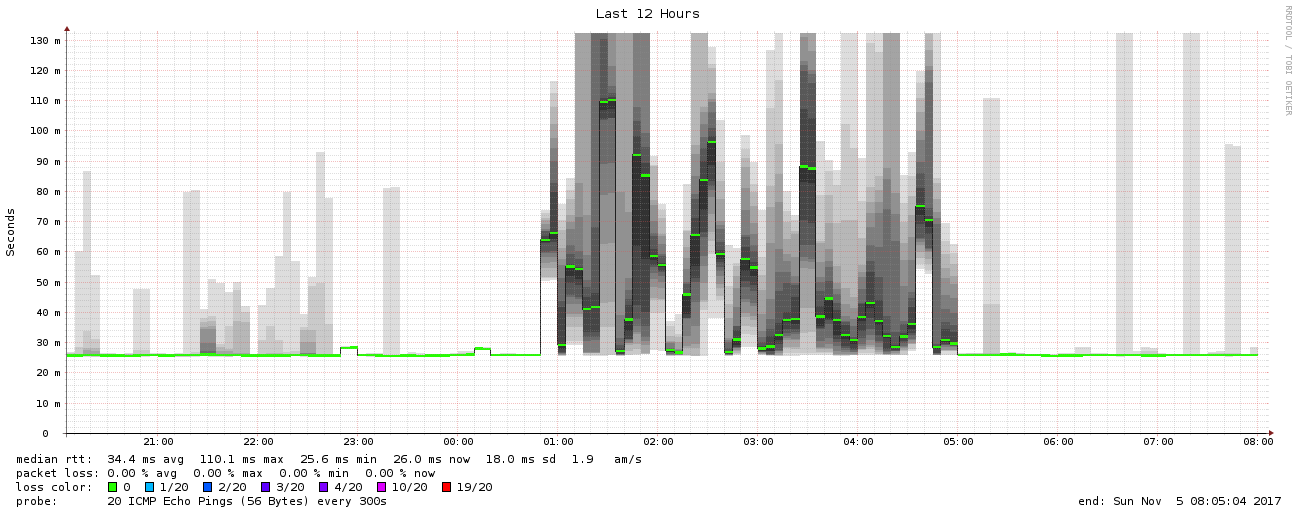 Last 12 Hours
RRDTOOL / TOBI OETIKER
Seconds
130 m
120 m
110 m
100 m
90 m
80 m
70 m
60 m
50 m
40 m
30 m
20 m
10 m
0
21:00 22:00 23:00 00:00 01:00 02:00 03:00 04:00 05:00 06:00 07:00 08:00
median rtt: 34.4 ms avg 110.1 ms max 25.6 ms min 26.0 ms now 18.0 ms sd 1.9 am/s
packet loss: 0.00 % avg 0.00 % max 0.00 % min 0.00 % now
loss color: 0 1/20 2/20 3/20 4/20 10/20 19/20
probe: 20 ICMP Echo Pings (56 Bytes) every 300s end: Sun Nov 5 08:05:04 2017